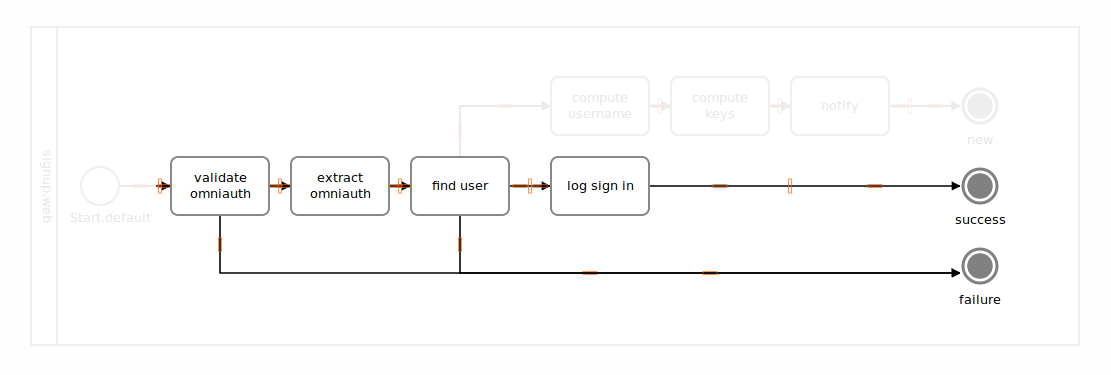 signup.web
Start.default
validate
omniauth
extract
omniauth
find user
compute
username
compute
keys
notify
new
log sign in
success
failure